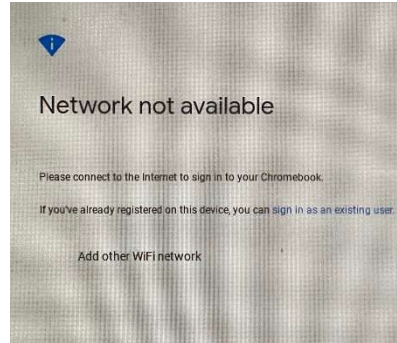 Network not available
Please connect to the Internet to sign in to your Chromebook.
If you've already registered on this device, you can sign in as an existing user.
Add other WiFi network